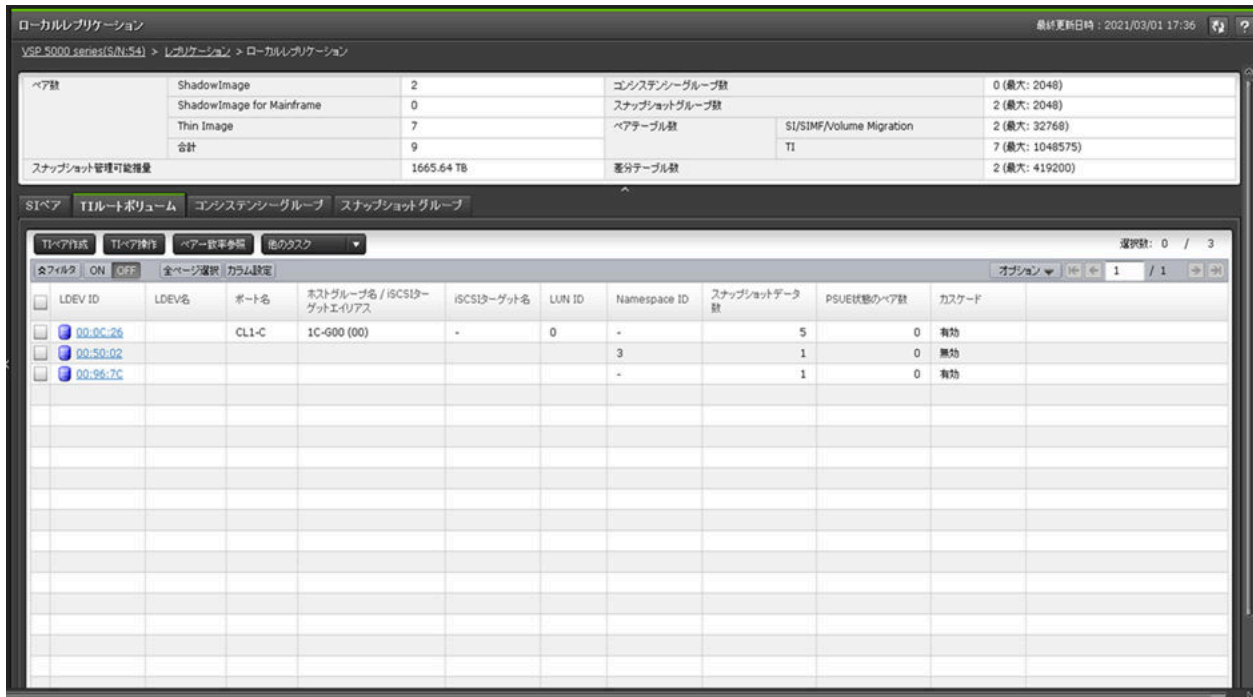 ローカルレプリケーション 最終更新日時 : 2021/03/01 17:36 ?
VSP 5000 series(S/N:54) > レプリケーション > ローカルレプリケーション
ペア数 ShadowImage 2 コンシステンシーグループ数 0 (最大: 2048)
ShadowImage for Mainframe 0 スナップショットグループ数 2 (最大: 2048)
Thin Image 7 ペアテーブル数 SI/SIMF/Volume Migration 2 (最大: 32768)
合計 9 TI 7 (最大: 1048575)
スナップショット管理可能換量 1665.64 TB 差分テーブル数 2 (最大: 419200)
SIペア TIルートボリューム コンシステンシーグループ スナップショットグループ
TIペア作成 TIペア操作 ペア一致率参照 他のタスク 選択数: 0 / 3
フィルタ ON OFF 全ページ選択 カラム設定 オプション 1 / 1
LDEV ID LDEV名 ポート名 ホストグループ名 / iSCSIターゲットエイリアス iSCSIターゲット名 LUN ID Namespace ID スナップショットデータ数 PSUE状態のペア数 カスケード
00:0C:26 CL1-C 1C-G00 (00) - 0 - 5 0 有効
00:50:02 3 1 0 無効
00:96:7C - 1 0 有効